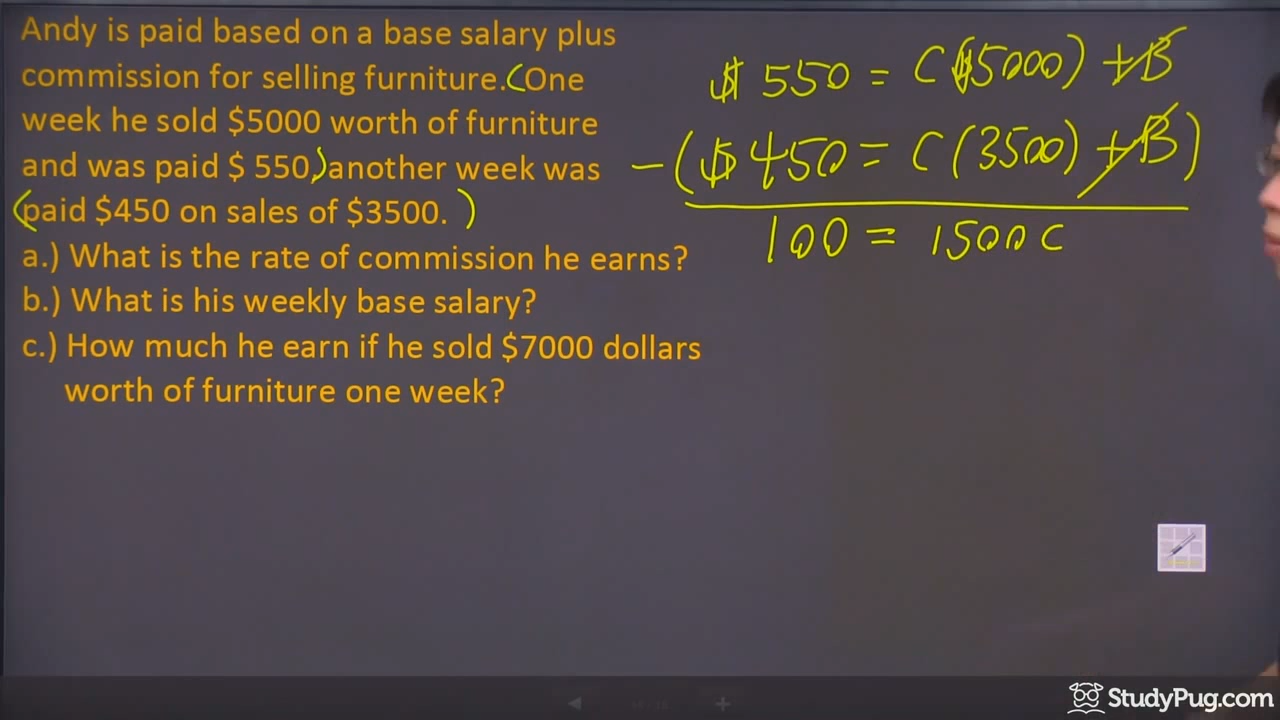 Andy is paid based on a base salary plus
commission for selling furniture.(One
week he sold $5000 worth of furniture
and was paid $ 550,)another week was
(paid $450 on sales of $3500. )
a.) What is the rate of commission he earns?
b.) What is his weekly base salary?
c.) How much he earn if he sold $7000 dollars
worth of furniture one week?
$ 550 = C($5000) + B
- ($450 = C(3500) + B)
100 = 1500 C
StudyPug.com